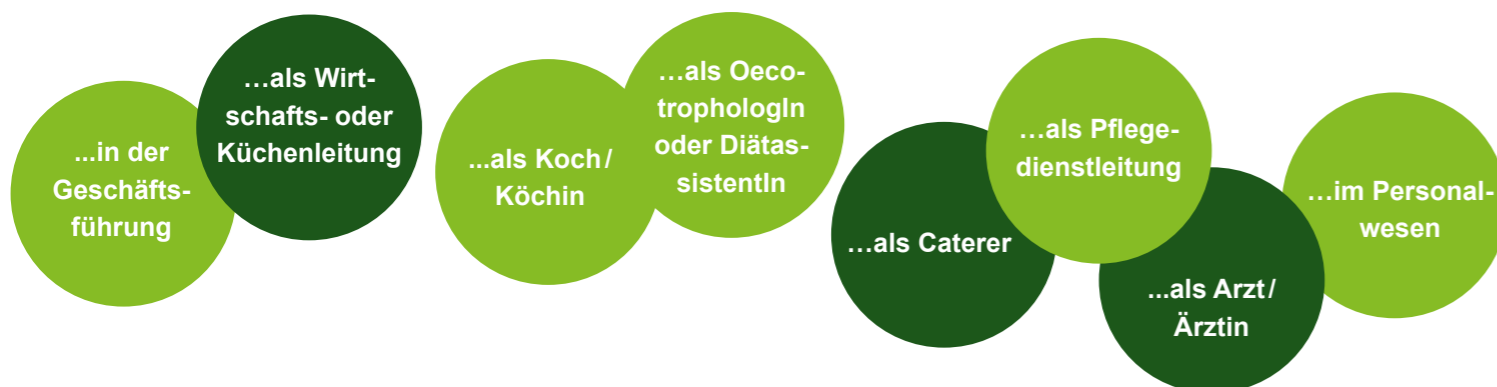 ...in der
Geschäfts-
führung
…als Wirt-
schafts- oder
Küchenleitung
...als Koch/
Köchin
…als Oeco-
trophologIn
oder Diätas-
sistentIn
…als Caterer
…als Pflege-
dienstleitung
...als Arzt/
Ärztin
…im Personal-
wesen